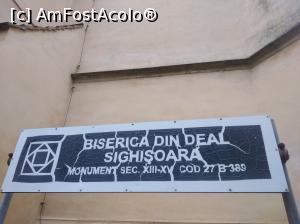 [c] AmFostAcolo®
BISERICA DIN DEAL
SIGHIȘOARA
MONUMENT SEC. XIII-XV COD 27 B 389